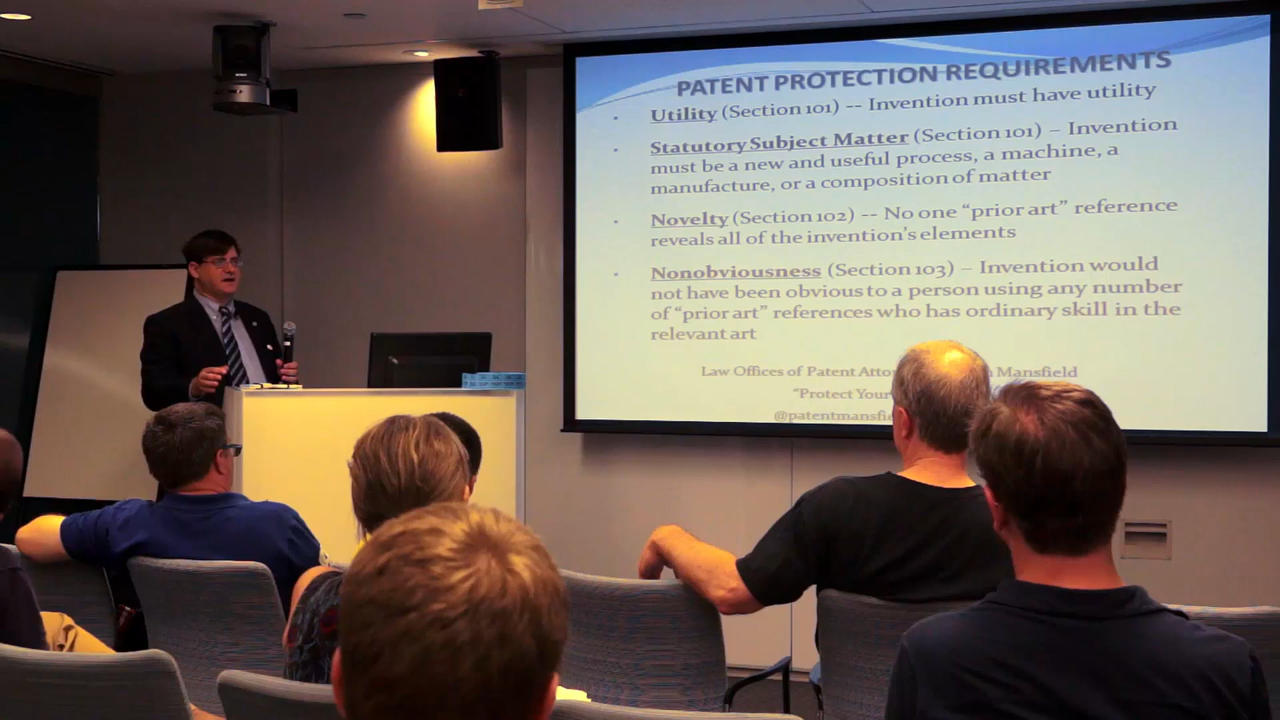 PATENT PROTECTION REQUIREMENTS
Utility (Section 101) -- Invention must have utility
Statutory Subject Matter (Section 101) – Invention
must be a new and useful process, a machine, a
manufacture, or a composition of matter
Novelty (Section 102) -- No one “prior art” reference
reveals all of the invention’s elements
Nonobviousness (Section 103) – Invention would
not have been obvious to a person using any number
of “prior art” references who has ordinary skill in the
relevant art
Law Offices of Patent Mansfield
“Protect Your